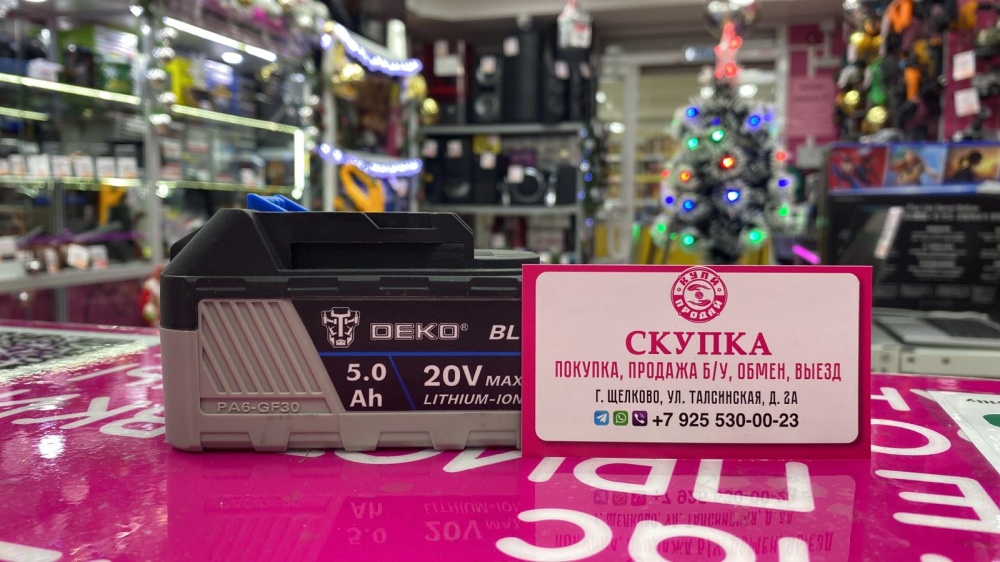 DEKO® BL
5.0
Ah
20V MAX
LITHIUM-ION
PA6-GF30
КУПИ
ПРОДАЙ
СКУПКА
ПОКУПКА, ПРОДАЖА Б/У, ОБМЕН, ВЫЕЗД
Г. ЩЕЛКОВО, УЛ. ТАЛСИНСКАЯ, Д. 2А
+7 925 530-00-23